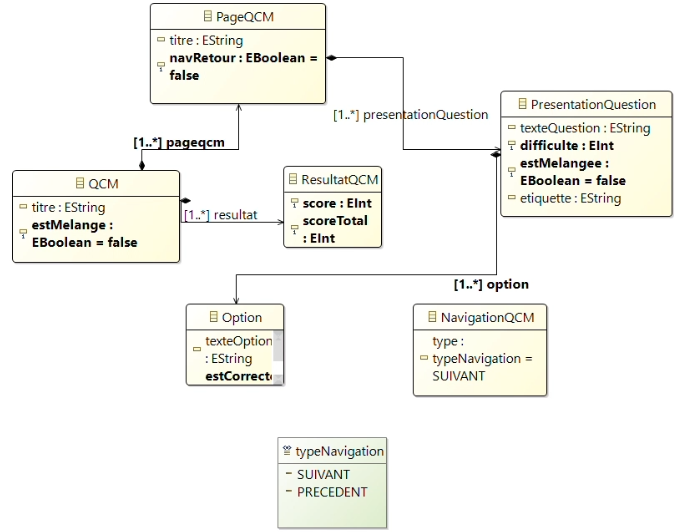 PageQCM
titre : EString
navRetour : EBoolean =
false
[1..*] presentationQuestion
PresentationQuestion
texteQuestion : EString
difficulte : EInt
estMelangee :
EBoolean = false
etiquette : EString
[1..*] pageqcm
QCM
titre : EString
estMelange :
EBoolean = false
[1..*] resultat
ResultatQCM
score : EInt
scoreTotal
: EInt
[1..*] option
Option
texteOption
: EString
NavigationQCM
type :
typeNavigation =
SUIVANT
typeNavigation
SUIVANT
PRECEDENT